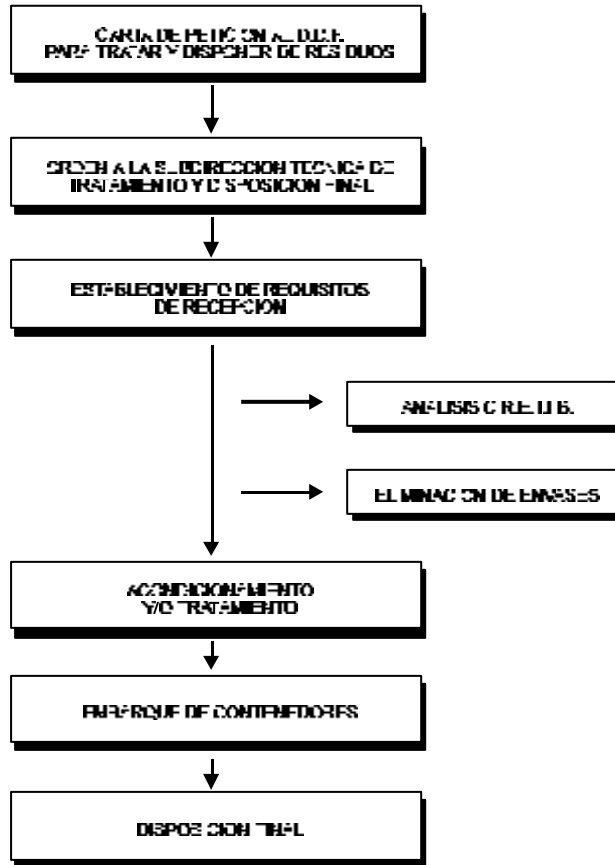 CARTA DE PETICION AL D.D.F.
PARA TRATAR Y DISPONER DE RESIDUOS
ORDEN A LA SUBDIRECCION TECNICA DE
TRATAMIENTO Y DISPOSICION FINAL
ESTABLECIMIENTO DE REQUISITOS
DE RECEPCION
ANALISIS
ELIMINACION DE ENVASES
ACONDICIONAMIENTO
Y/O TRATAMIENTO
EMBARQUE DE CONTENEDORES
DISPOSICION FINAL